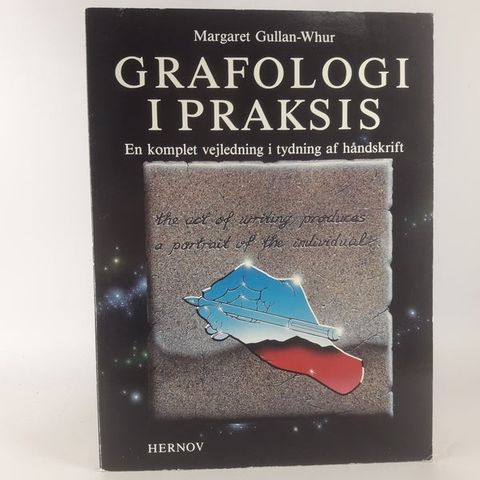 Margaret Gullan-Whur
GRAFOLOGI
I PRAKSIS
En komplet vejledning i tydning af håndskrift
the act of writing produces
a portrait of the individual
HERNOV